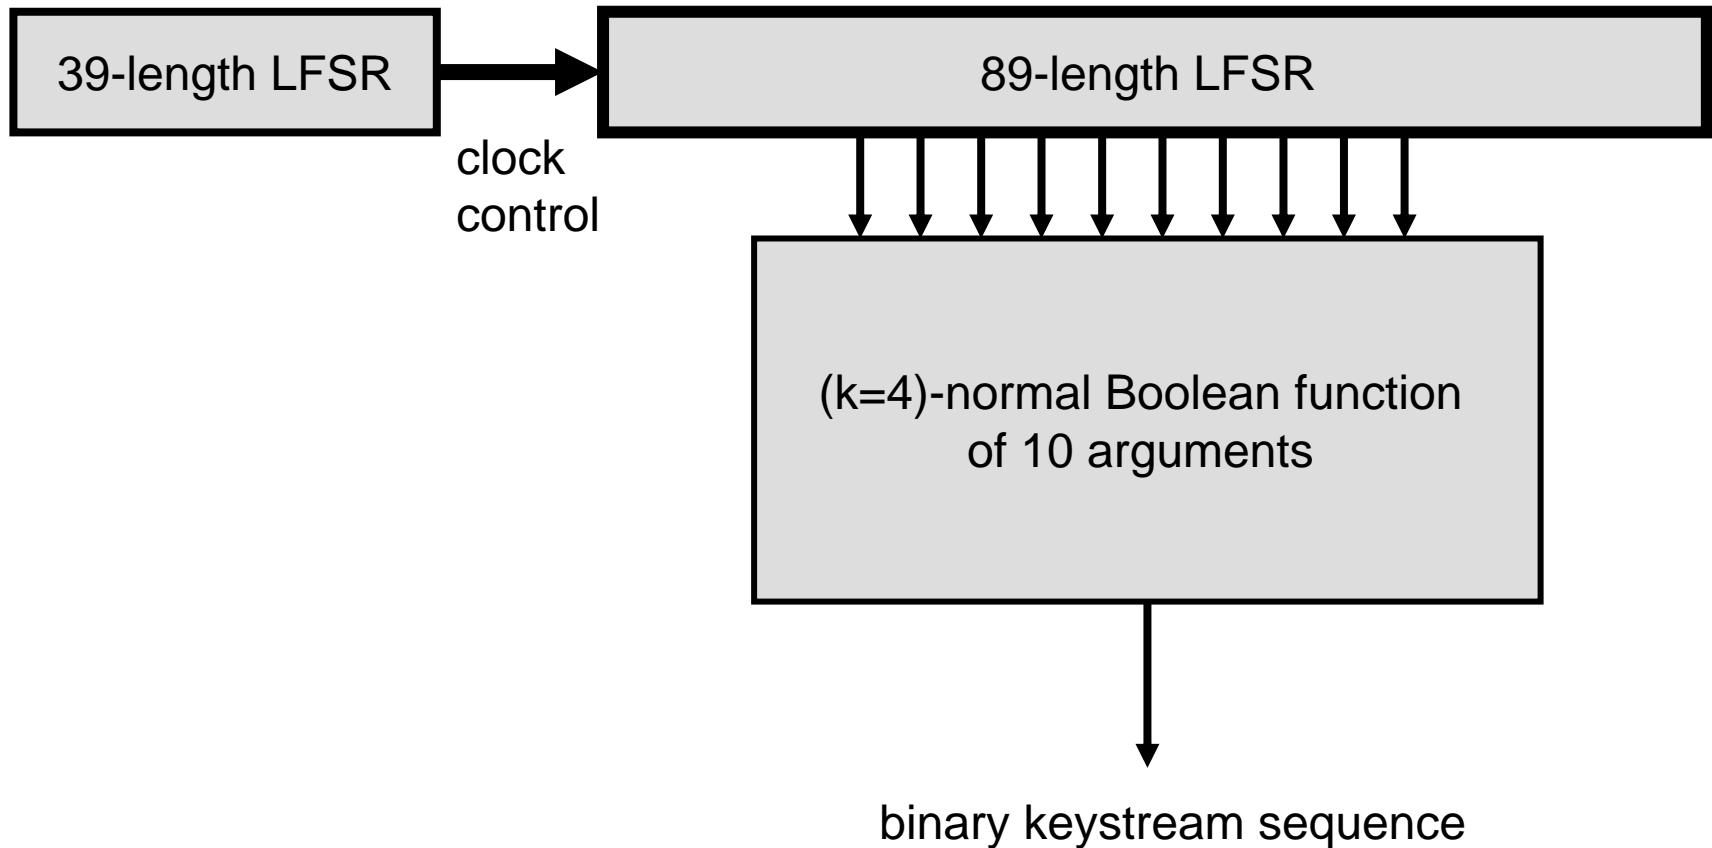 39-length LFSR
89-length LFSR
clock
control
(k=4)-normal Boolean function
of 10 arguments
binary keystream sequence